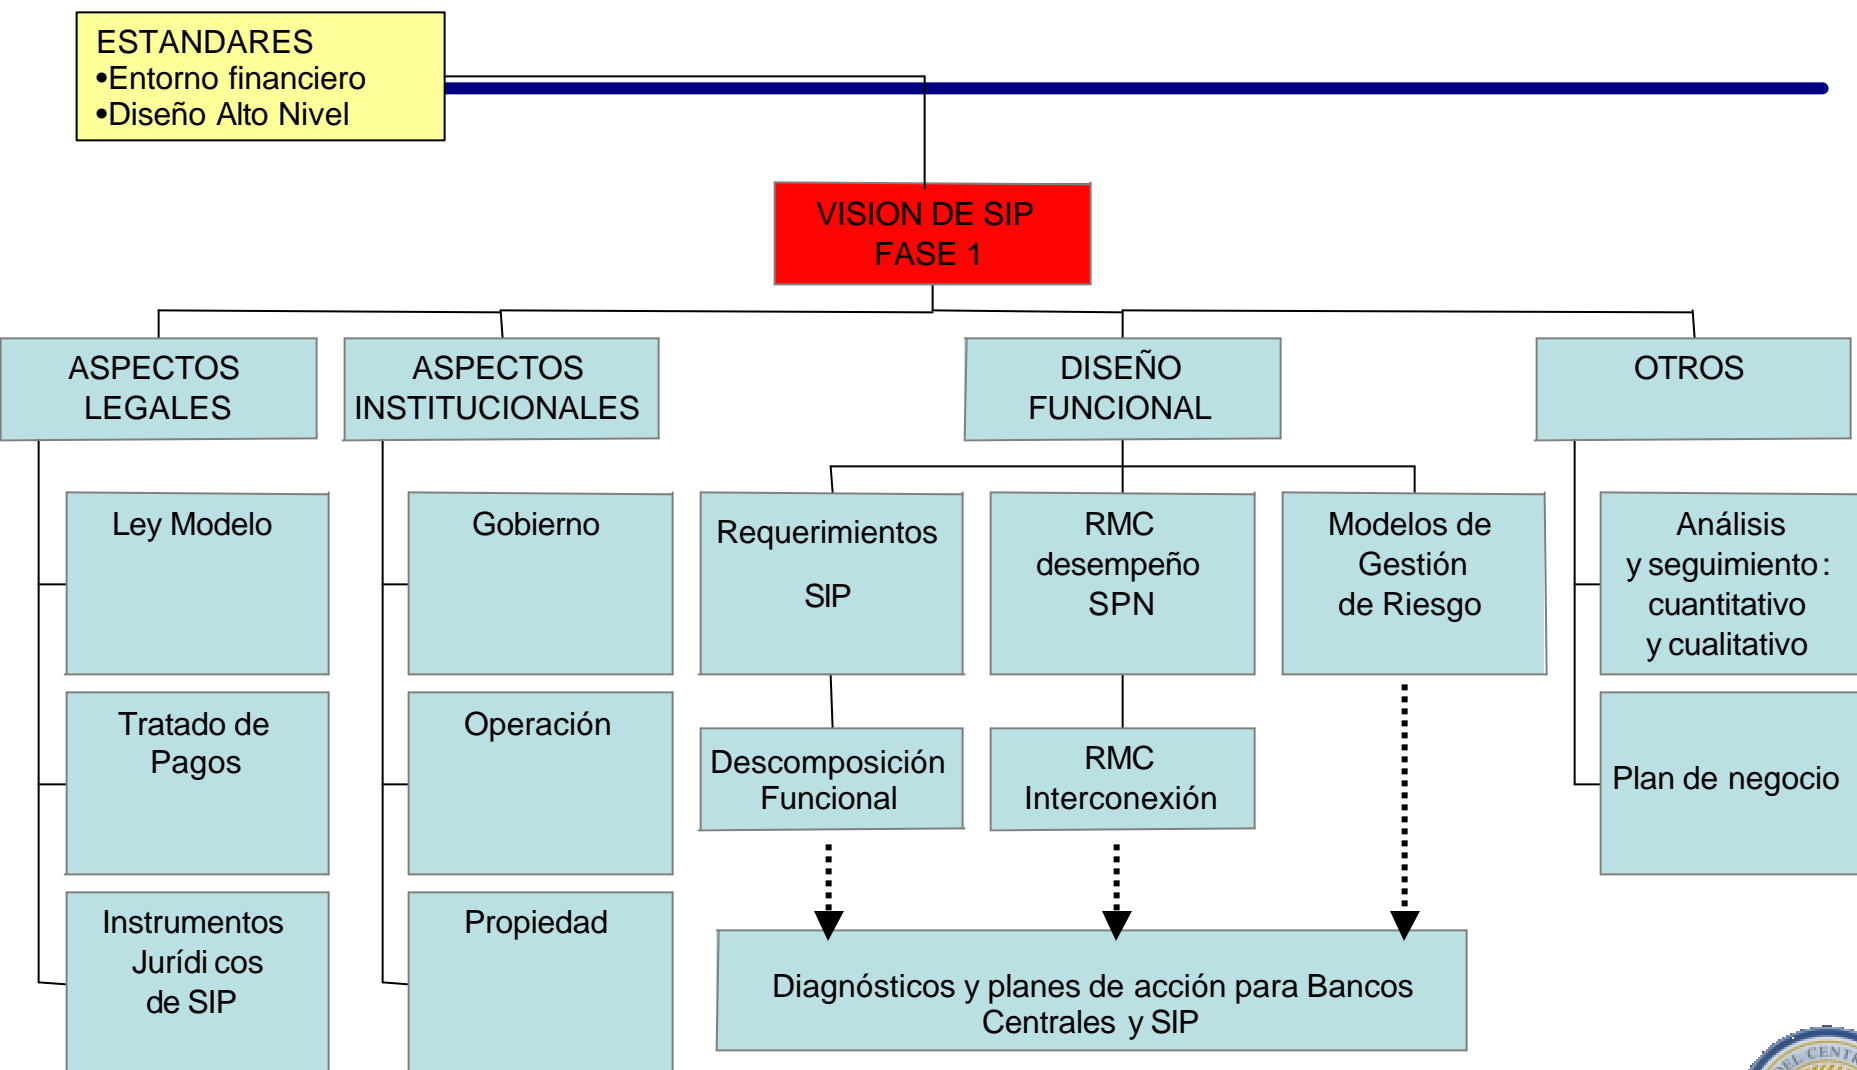 ESTANDARES
•Entorno financiero
•Diseño Alto Nivel
VISION DE SIP
FASE 1
ASPECTOS
LEGALES
ASPECTOS
INSTITUCIONALES
DISEÑO
FUNCIONAL
OTROS
Ley Modelo
Gobierno
Requerimientos
SIP
RMC
desempeño
SPN
Modelos de
Gestión
de Riesgo
Análisis
y seguimiento :
cuantitativo
y cualitativo
Tratado de
Pagos
Operación
Descomposición
Funcional
RMC
Interconexión
Plan de negocio
Instrumentos
Jurídi cos
de SIP
Propiedad
Diagnósticos y planes de acción para Bancos
Centrales y SIP